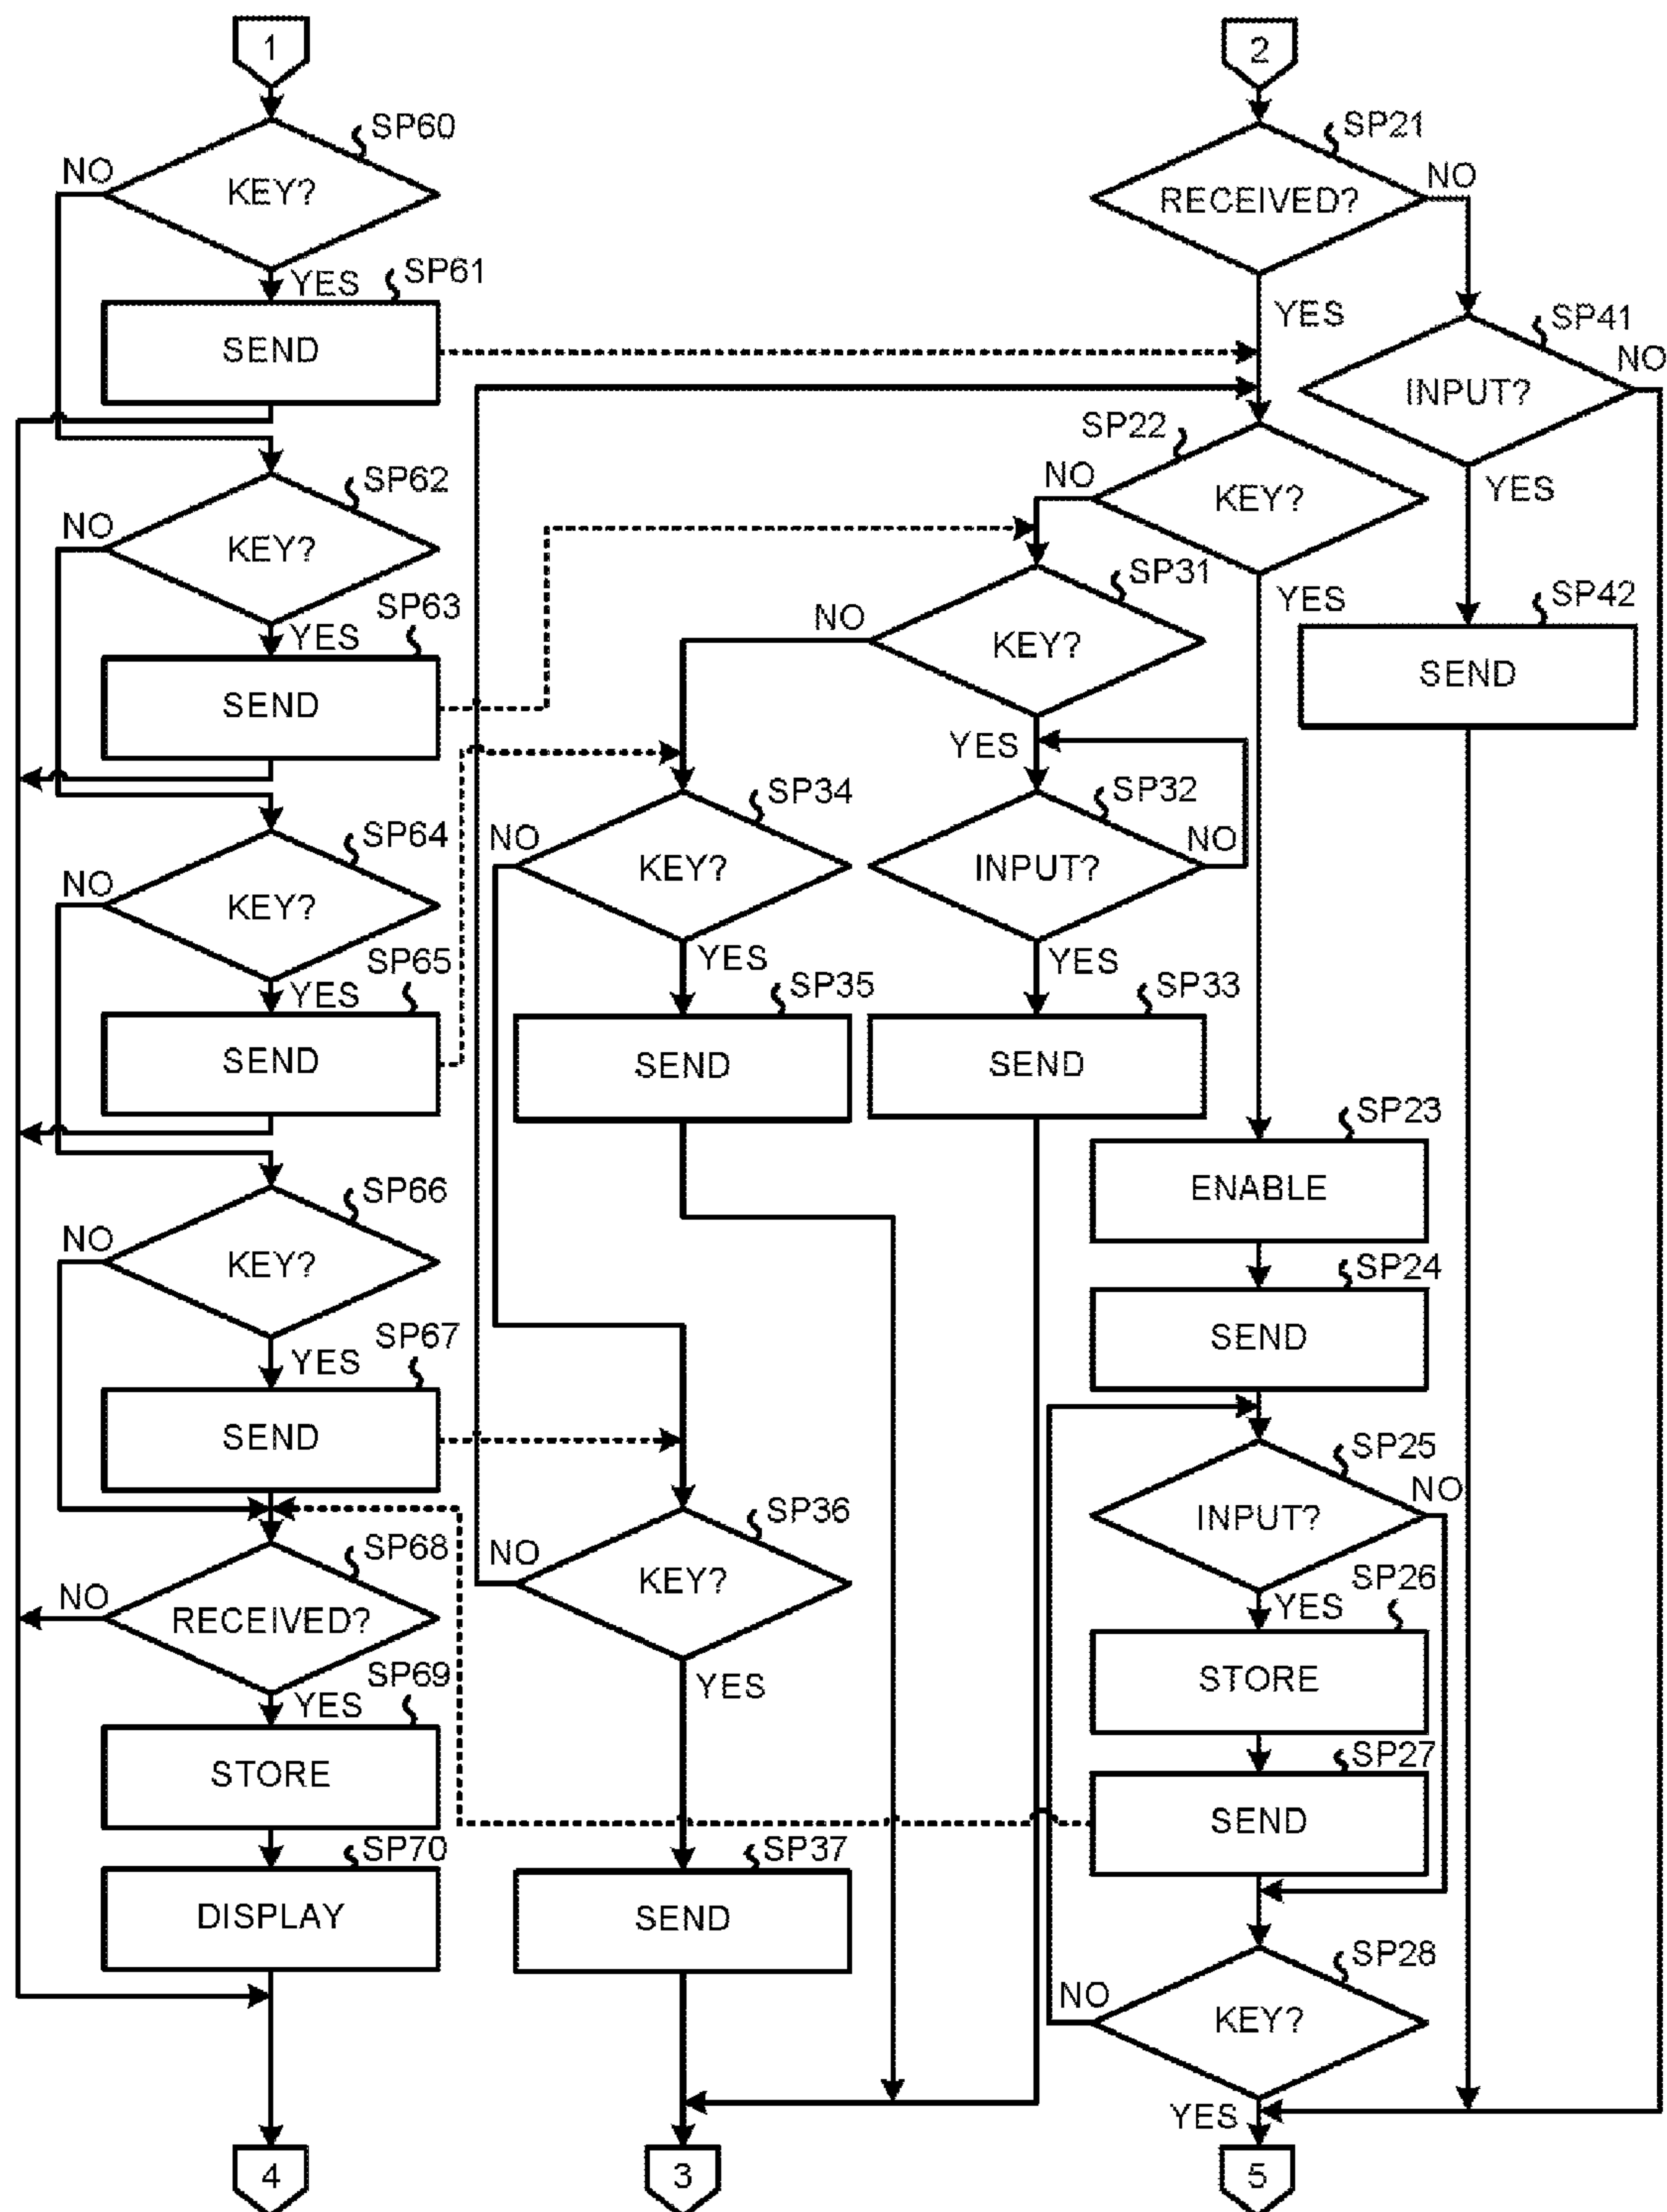 1
2
SP60
NO
KEY?
SP21
RECEIVED?
NO
YES
SP61
SEND
YES
SP41
INPUT?
NO
SP62
NO
KEY?
SP22
NO
KEY?
YES
YES
SP63
SEND
YES
SP31
NO
KEY?
YES
SP42
SEND
SP64
NO
KEY?
SP34
NO
KEY?
YES
SP32
INPUT?
NO
YES
SP65
SEND
YES
SP35
SEND
YES
SP33
SEND
SP23
ENABLE
SP66
NO
KEY?
SP24
SEND
YES
SP67
SEND
SP25
INPUT?
NO
SP36
NO
KEY?
YES
SP68
NO
RECEIVED?
YES
SP26
STORE
YES
SP69
STORE
SP27
SEND
SP70
DISPLAY
SP37
SEND
SP28
NO
KEY?
YES
4
3
5